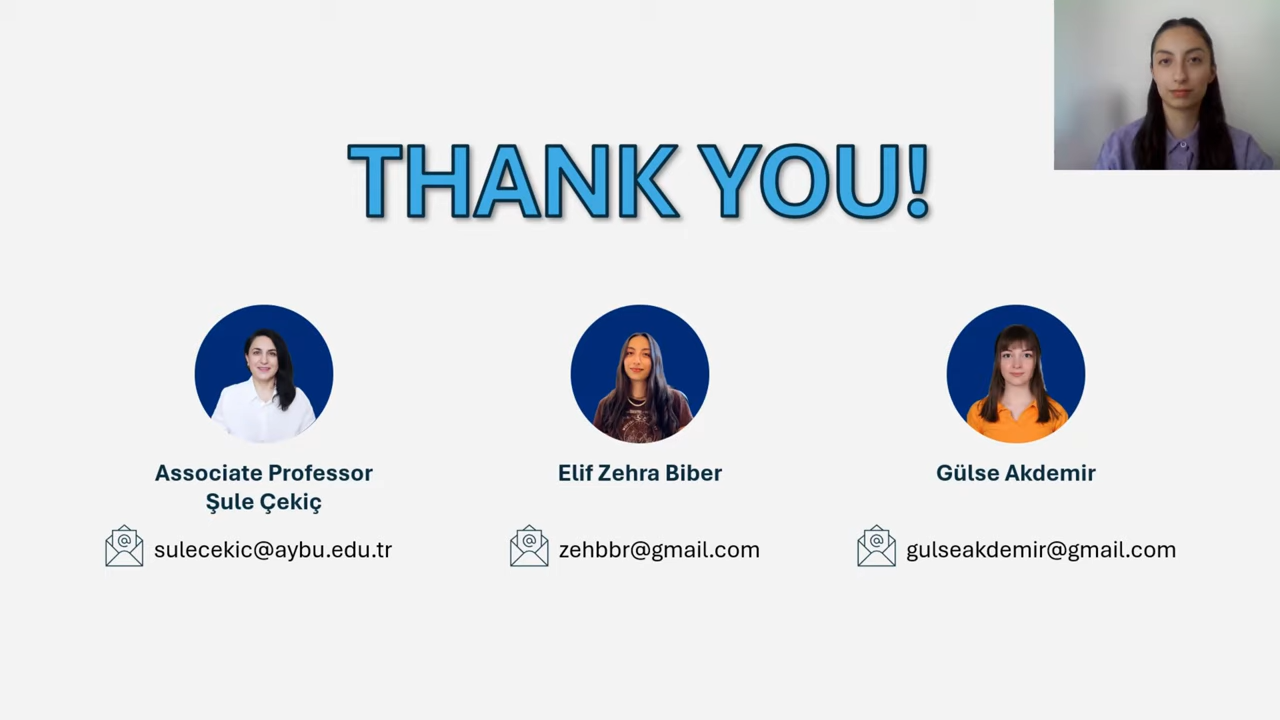 THANK YOU!
Associate Professor
Şule Çekiç
sulecekic@aybu.edu.tr
Elif Zehra Biber
zehbbr@gmail.com
Gülse Akdemir
gulseakdemir@gmail.com